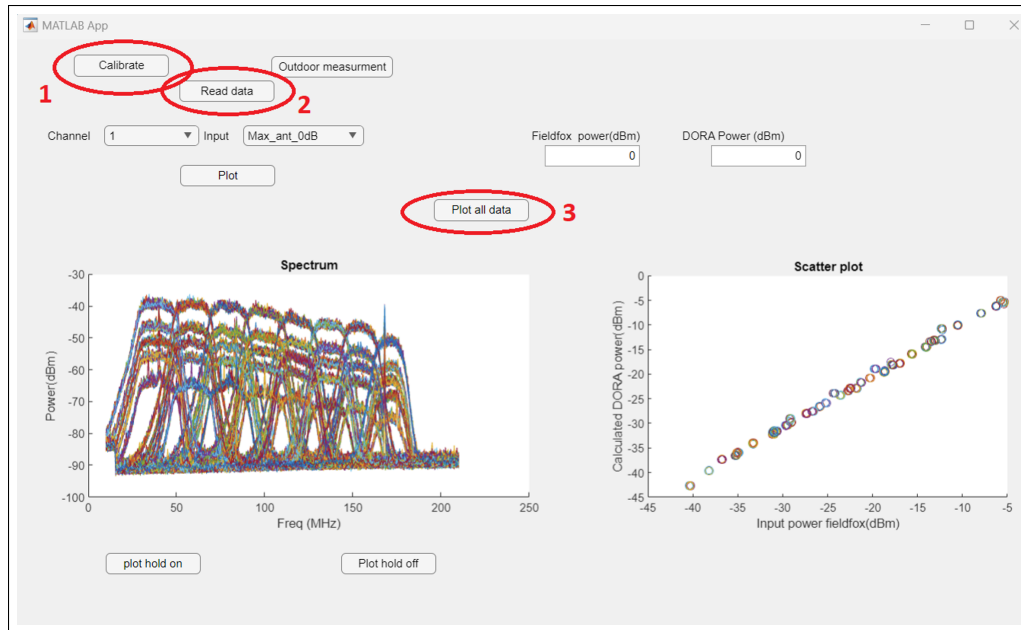 MATLAB App
Calibrate
Outdoor measurment
1
Read data
2
Channel 1 Input Max_ant_0dB
Fieldfox power(dBm) DORA Power (dBm)
0 0
Plot
Plot all data
3
Spectrum
-30
-40
-50
-60
-70
-80
-90
-100
Power(dBm)
0 50 100 150 200 250
Freq (MHz)
Scatter plot
0
-5
-10
-15
-20
-25
-30
-35
-40
-45
Calculated DORA power(dBm)
-45 -40 -35 -30 -25 -20 -15 -10 -5
Input power fieldfox(dBm)
plot hold on
Plot hold off